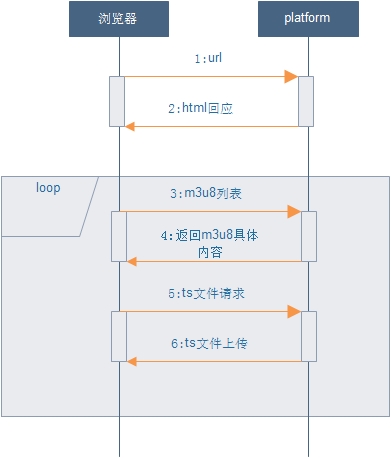 浏览器
platform
1:url
2:html回应
loop
3:m3u8列表
4:返回m3u8具体
内容
5:ts文件请求
6:ts文件上传